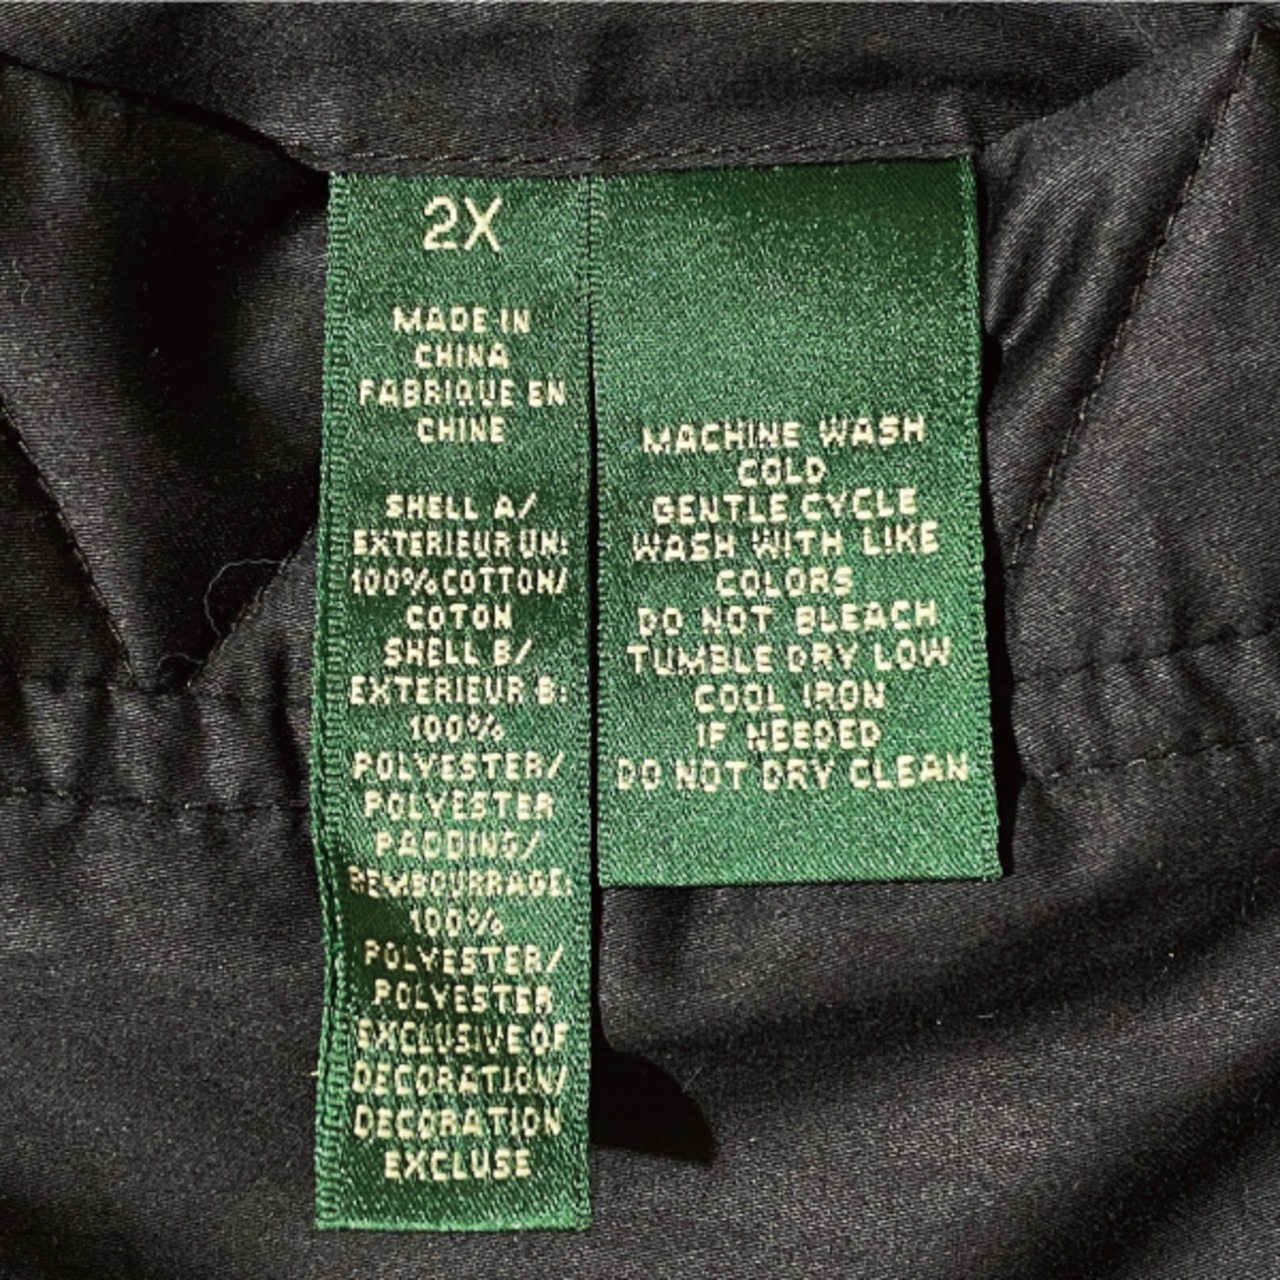 2X
MADE IN
CHINA
FABRIQUE EN
CHINE
SHELL A/
EXTERIEUR UN:
100% COTTON/
COTON
SHELL B/
EXTERIEUR B:
100%
POLYESTER/
POLYESTER
PADDING/
REMBOURRAGE:
100%
POLYESTER/
POLYESTER
EXCLUSIVE OF
DECORATION/
DECORATION
EXCLUSE
MACHINE WASH
COLD
GENTLE CYCLE
WASH WITH LIKE
COLORS
DO NOT BLEACH
TUMBLE DRY LOW
COOL IRON
IF NEEDED
DO NOT DRY CLEAN